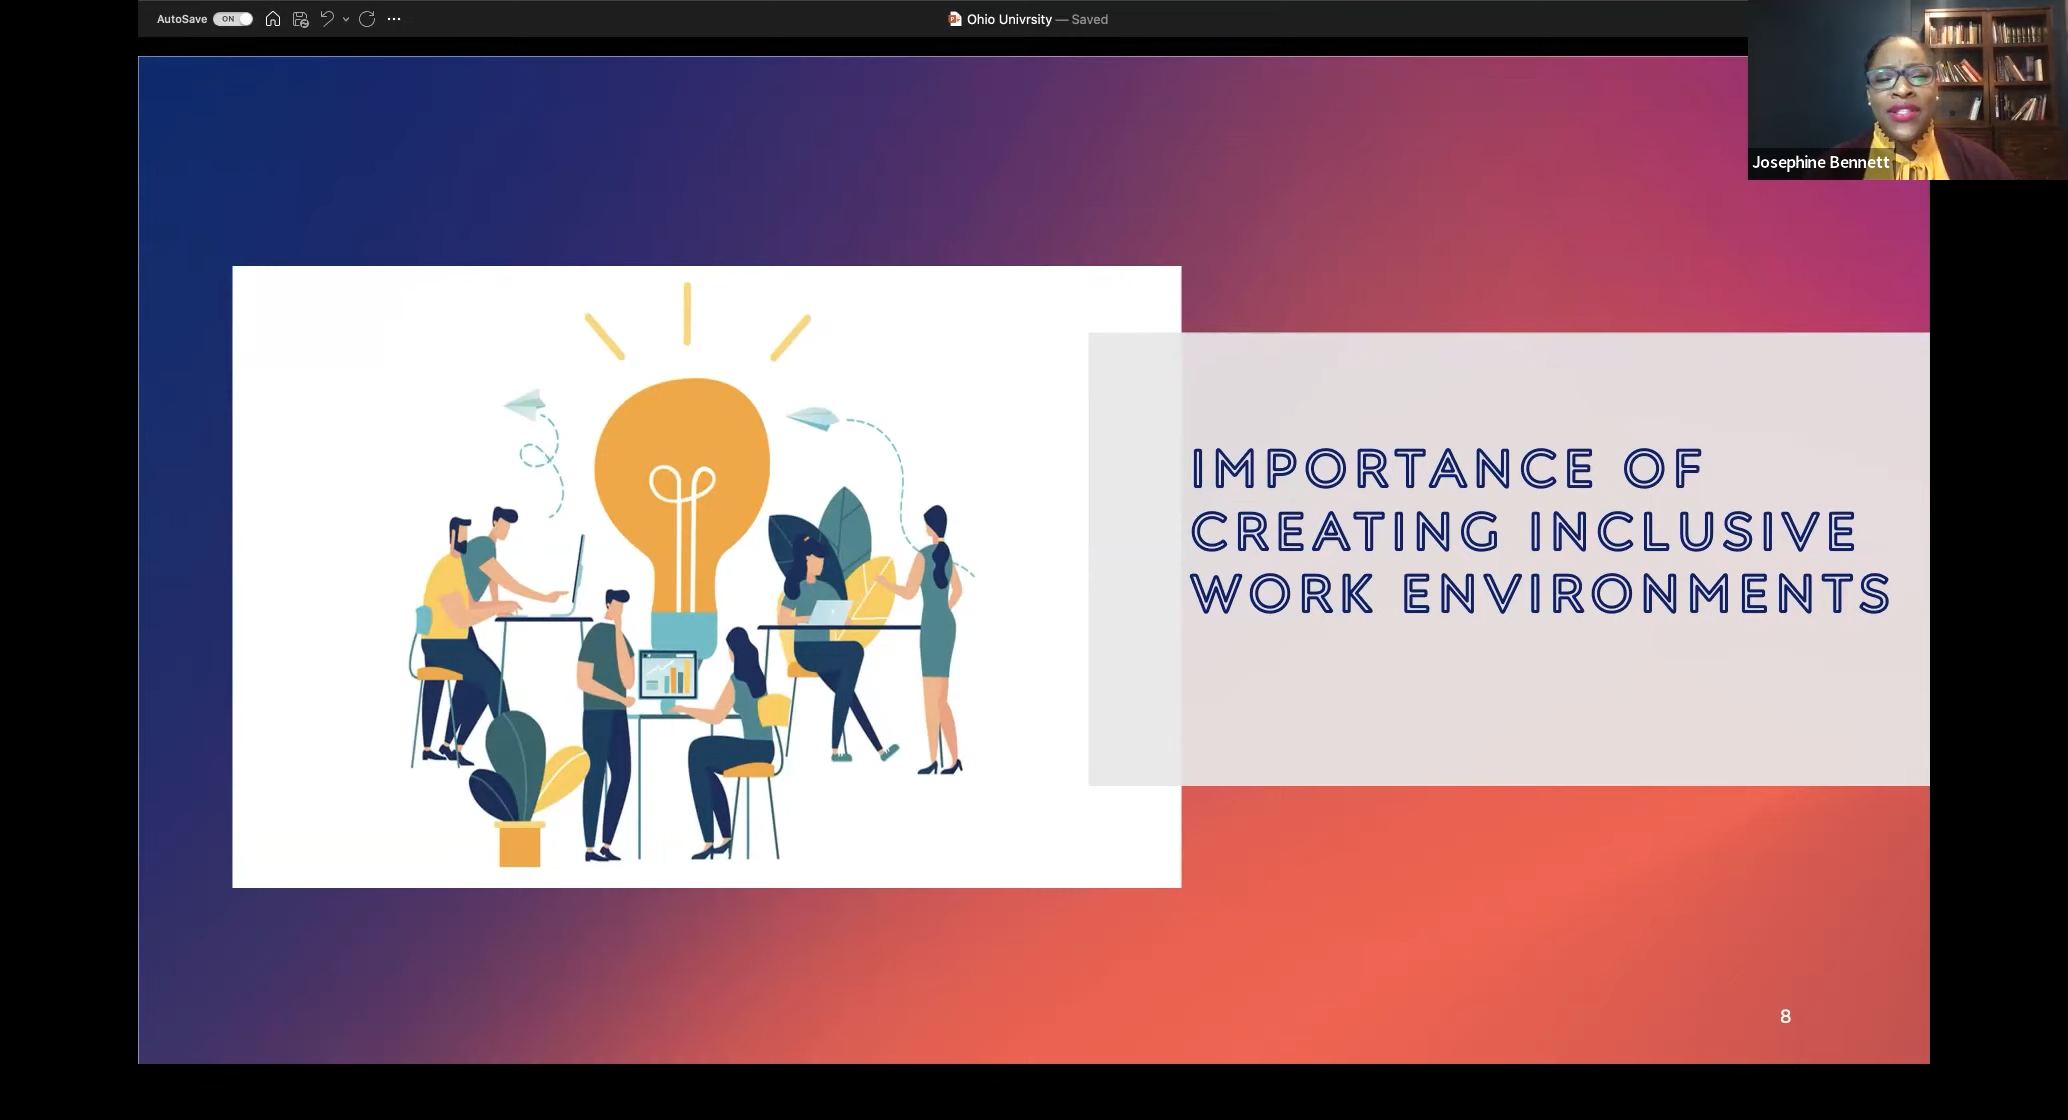 AutoSave ON
Ohio Univrsity — Saved
Josephine Bennett
IMPORTANCE OF
CREATING INCLUSIVE
WORK ENVIRONMENTS
8